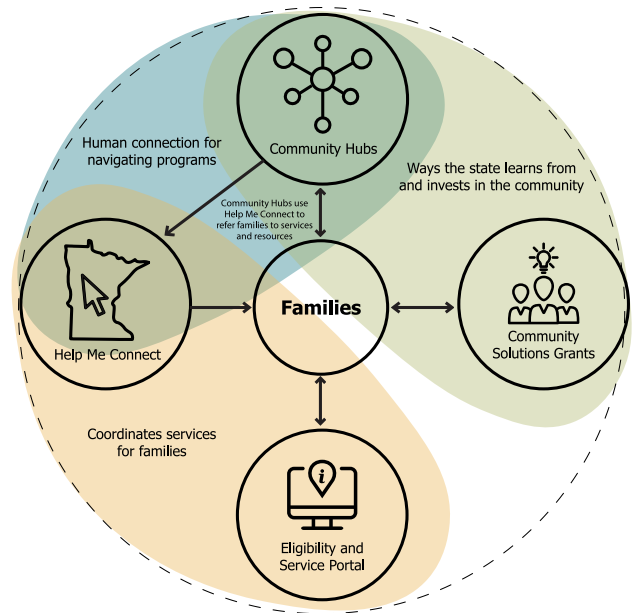 Community Hubs
Human connection for
navigating programs
Ways the state learns from
and invests in the community
Community Hubs use
Help Me Connect to
refer families to services
and resources
Families
Help Me Connect
Community
Solutions Grants
Coordinates services
for families
i
Eligibility and
Service Portal